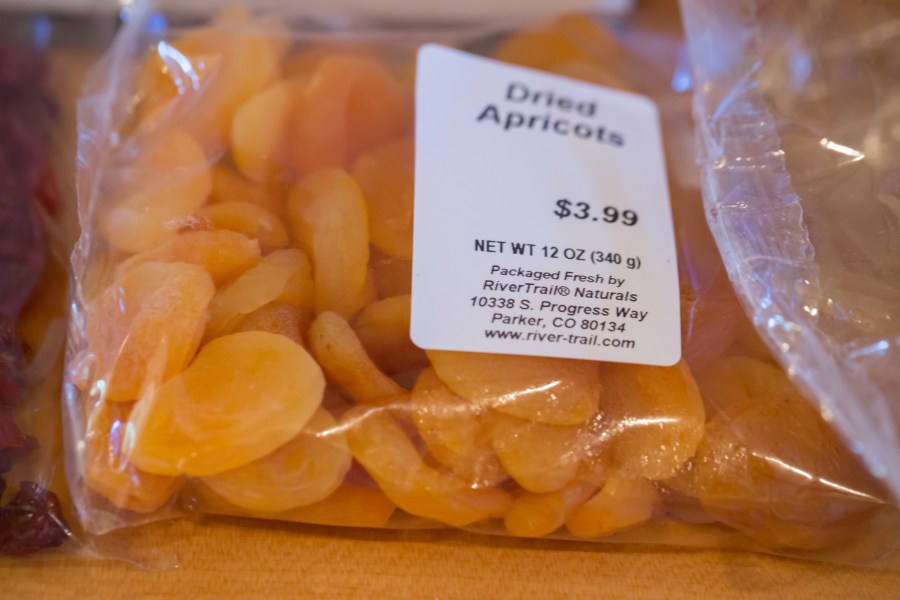 Dried
Apricots
$3.99
NET WT 12 OZ (340 g)
Packaged Fresh by
RiverTrail® Naturals
10338 S. Progress Way
Parker, CO 80134
www.river-trail.com